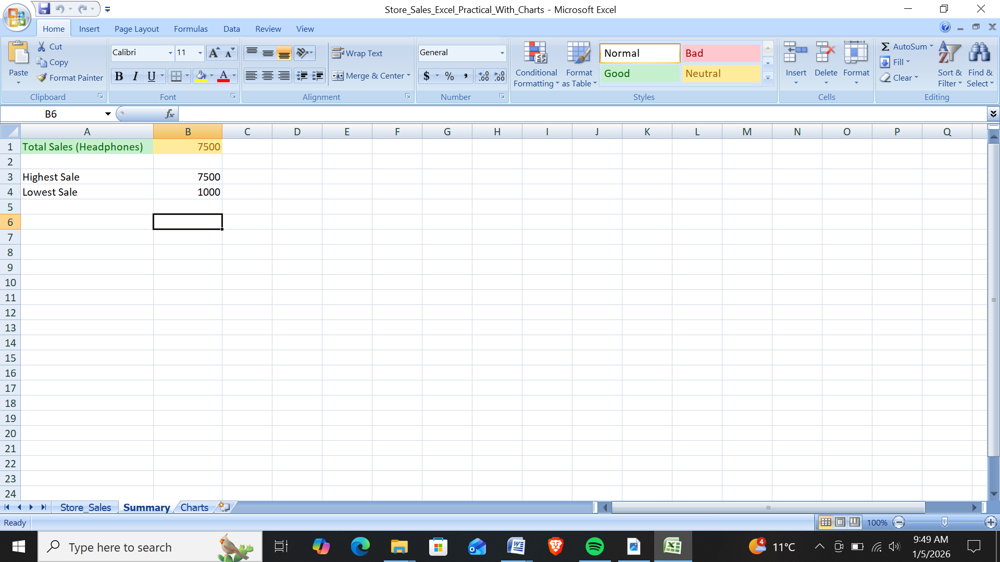 Store_Sales_Excel_Practical_With_Charts - Microsoft Excel
Home Insert Page Layout Formulas Data Review View
Paste
Cut
Copy
Format Painter
Clipboard
Calibri 11
B I U A
Font
Wrap Text
Merge & Center
Alignment
General
$ % ,
Number
Conditional Formatting
Format as Table
Normal Bad
Good Neutral
Styles
Insert Delete Format
Cells
AutoSum
Fill
Clear
Sort & Filter
Find & Select
Editing
B6 fx
A B C D E F G H I J K L M N O P Q
1 Total Sales (Headphones) 7500
2
3 Highest Sale 7500
4 Lowest Sale 1000
5
6
7
8
9
10
11
12
13
14
15
16
17
18
19
20
21
22
23
24
Store_Sales Summary Charts
Ready 100%
Type here to search
4 11°C
9:49 AM
1/5/2026